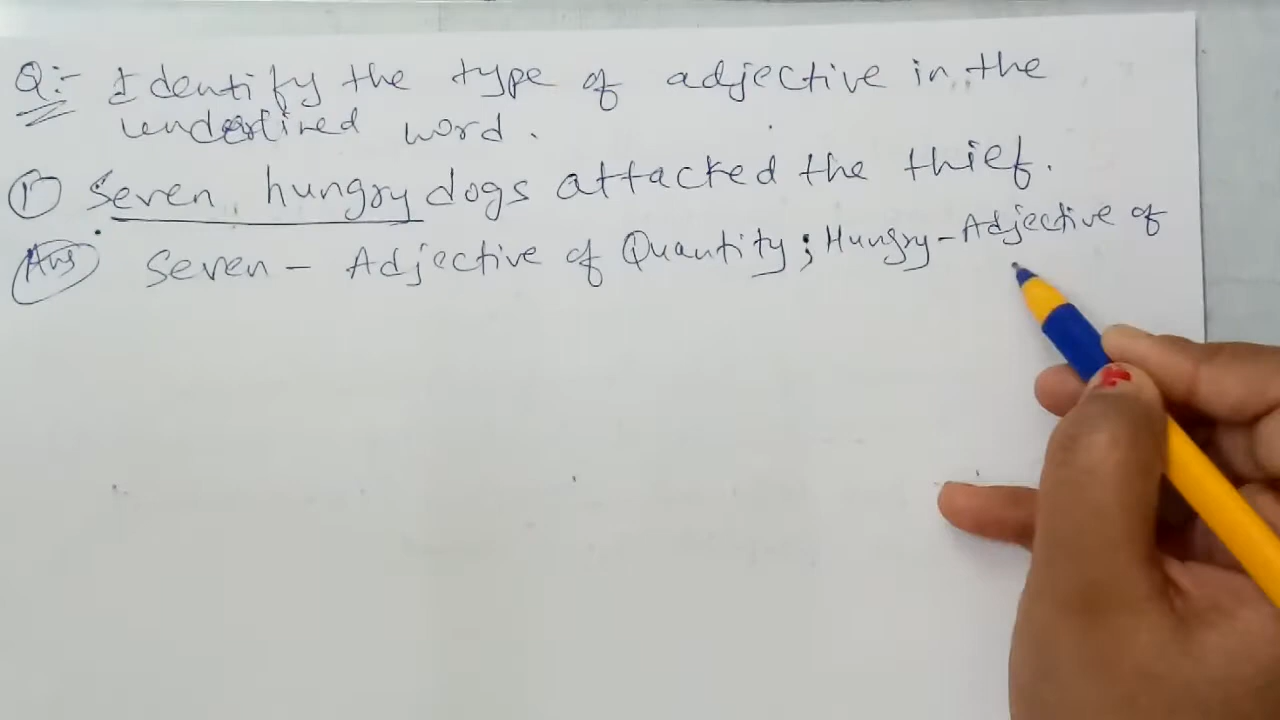 Q:- Identify the type of adjective in the
underlined word.
① Seven hungry dogs attacked the thief.
Ans Seven - Adjective of Quantity; Hungry - Adjective of